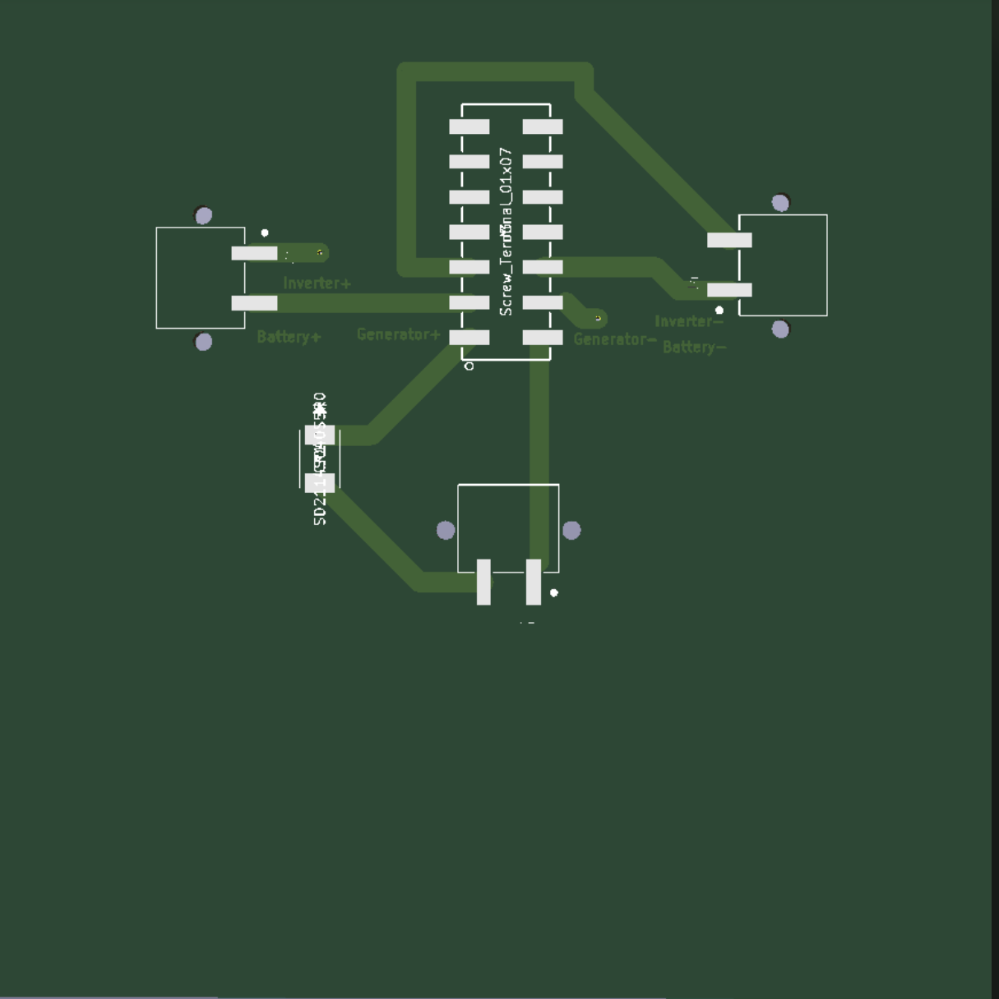 Screw_Terminal_01x07
Inverter+
Battery+
Generator+
Generator-
Inverter-
Battery-